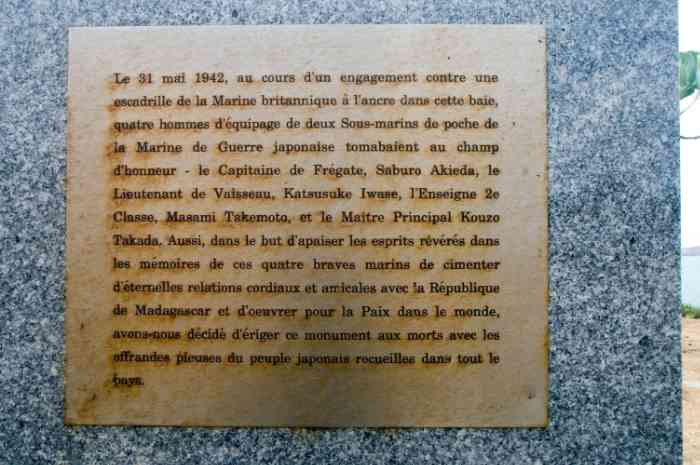 Le 31 mai 1942, au cours d'un engagement contre une
escadrille de la Marine britannique à l'ancre dans cette baie,
quatre hommes d'équipage de deux Sous-marins de poche de
la Marine de Guerre japonaise tomabaient au champ
d'honneur - le Capitaine de Frégate, Saburo Akieda, le
Lieutenant de Vaisseau, Katsusuke Iwase, l'Enseigne 2e
Classe, Masami Takemoto, et le Maitre Principal Kouzo
Takada. Aussi, dans le but d'apaiser les esprits révérés dans
les mémoires de ces quatre braves marins de cimenter
d'éternelles relations cordiaux et amicales avec la République
de Madagascar et d'oeuvrer pour la Paix dans le monde,
avons-nous décidé d'ériger ce monument aux morts avec les
offrandes pieuses du peuple japonais recueilles dans tout le
pays.